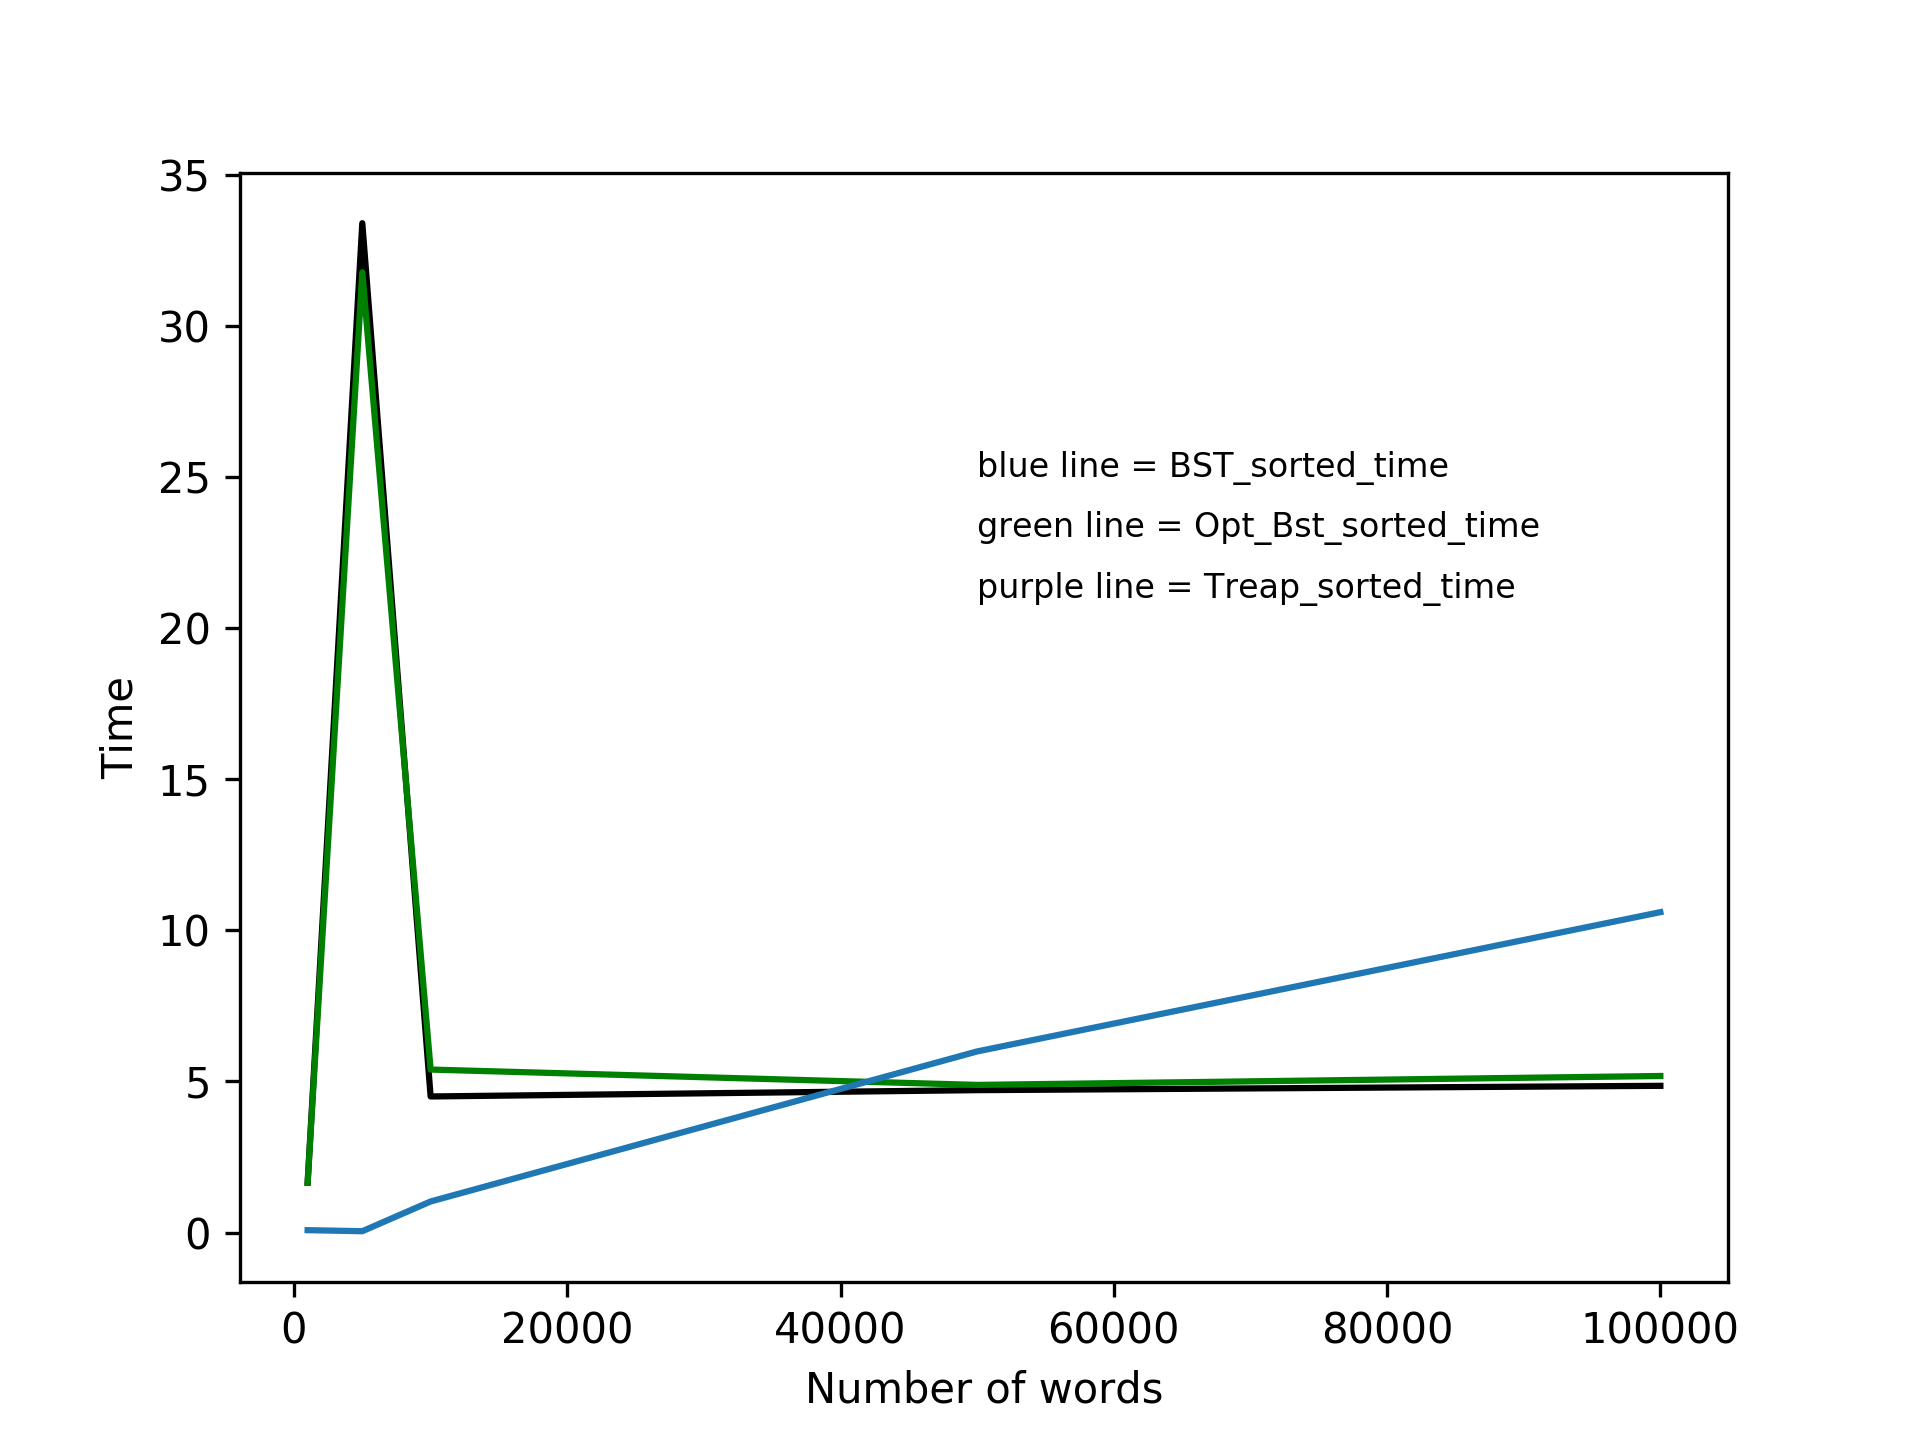 35
30
25
20
15
10
5
0
Time
blue line = BST_sorted_time
green line = Opt_Bst_sorted_time
purple line = Treap_sorted_time
0 20000 40000 60000 80000 100000
Number of words